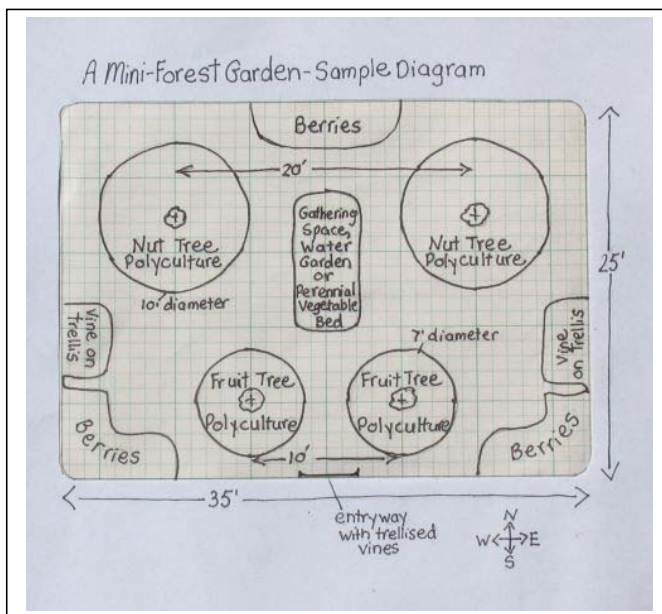 A Mini-Forest Garden-Sample Diagram
Berries
20'
Nut Tree
Polyculture
10' diameter
Gathering
Space,
Water
Garden
or
Perennial
Vegetable
Bed
Nut Tree
Polyculture
25'
Vine on
Trellis
7' diameter
Vine
on Trellis
Fruit Tree
Polyculture
Fruit Tree
Polyculture
Berries
10'
Berries
35'
entryway
with trellised
vines
N
W E
S